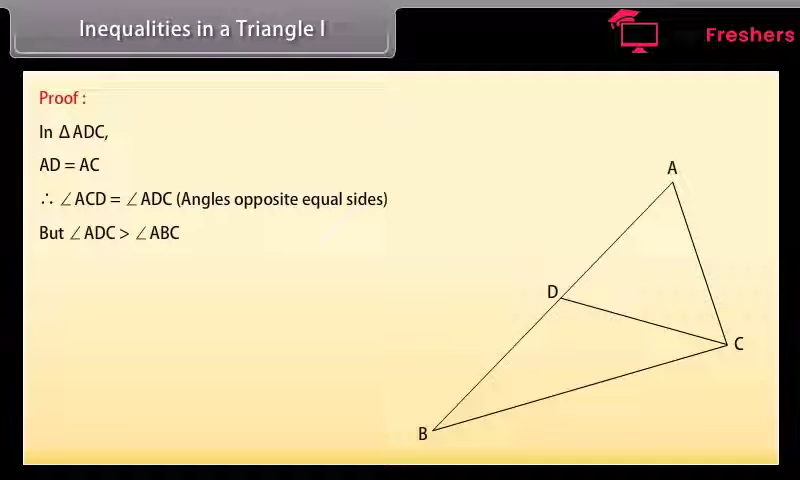 Inequalities in a Triangle I
Freshers
Proof :
In ΔADC,
AD = AC
∴ ∠ACD = ∠ADC (Angles opposite equal sides)
But ∠ADC > ∠ABC
A
D
C
B